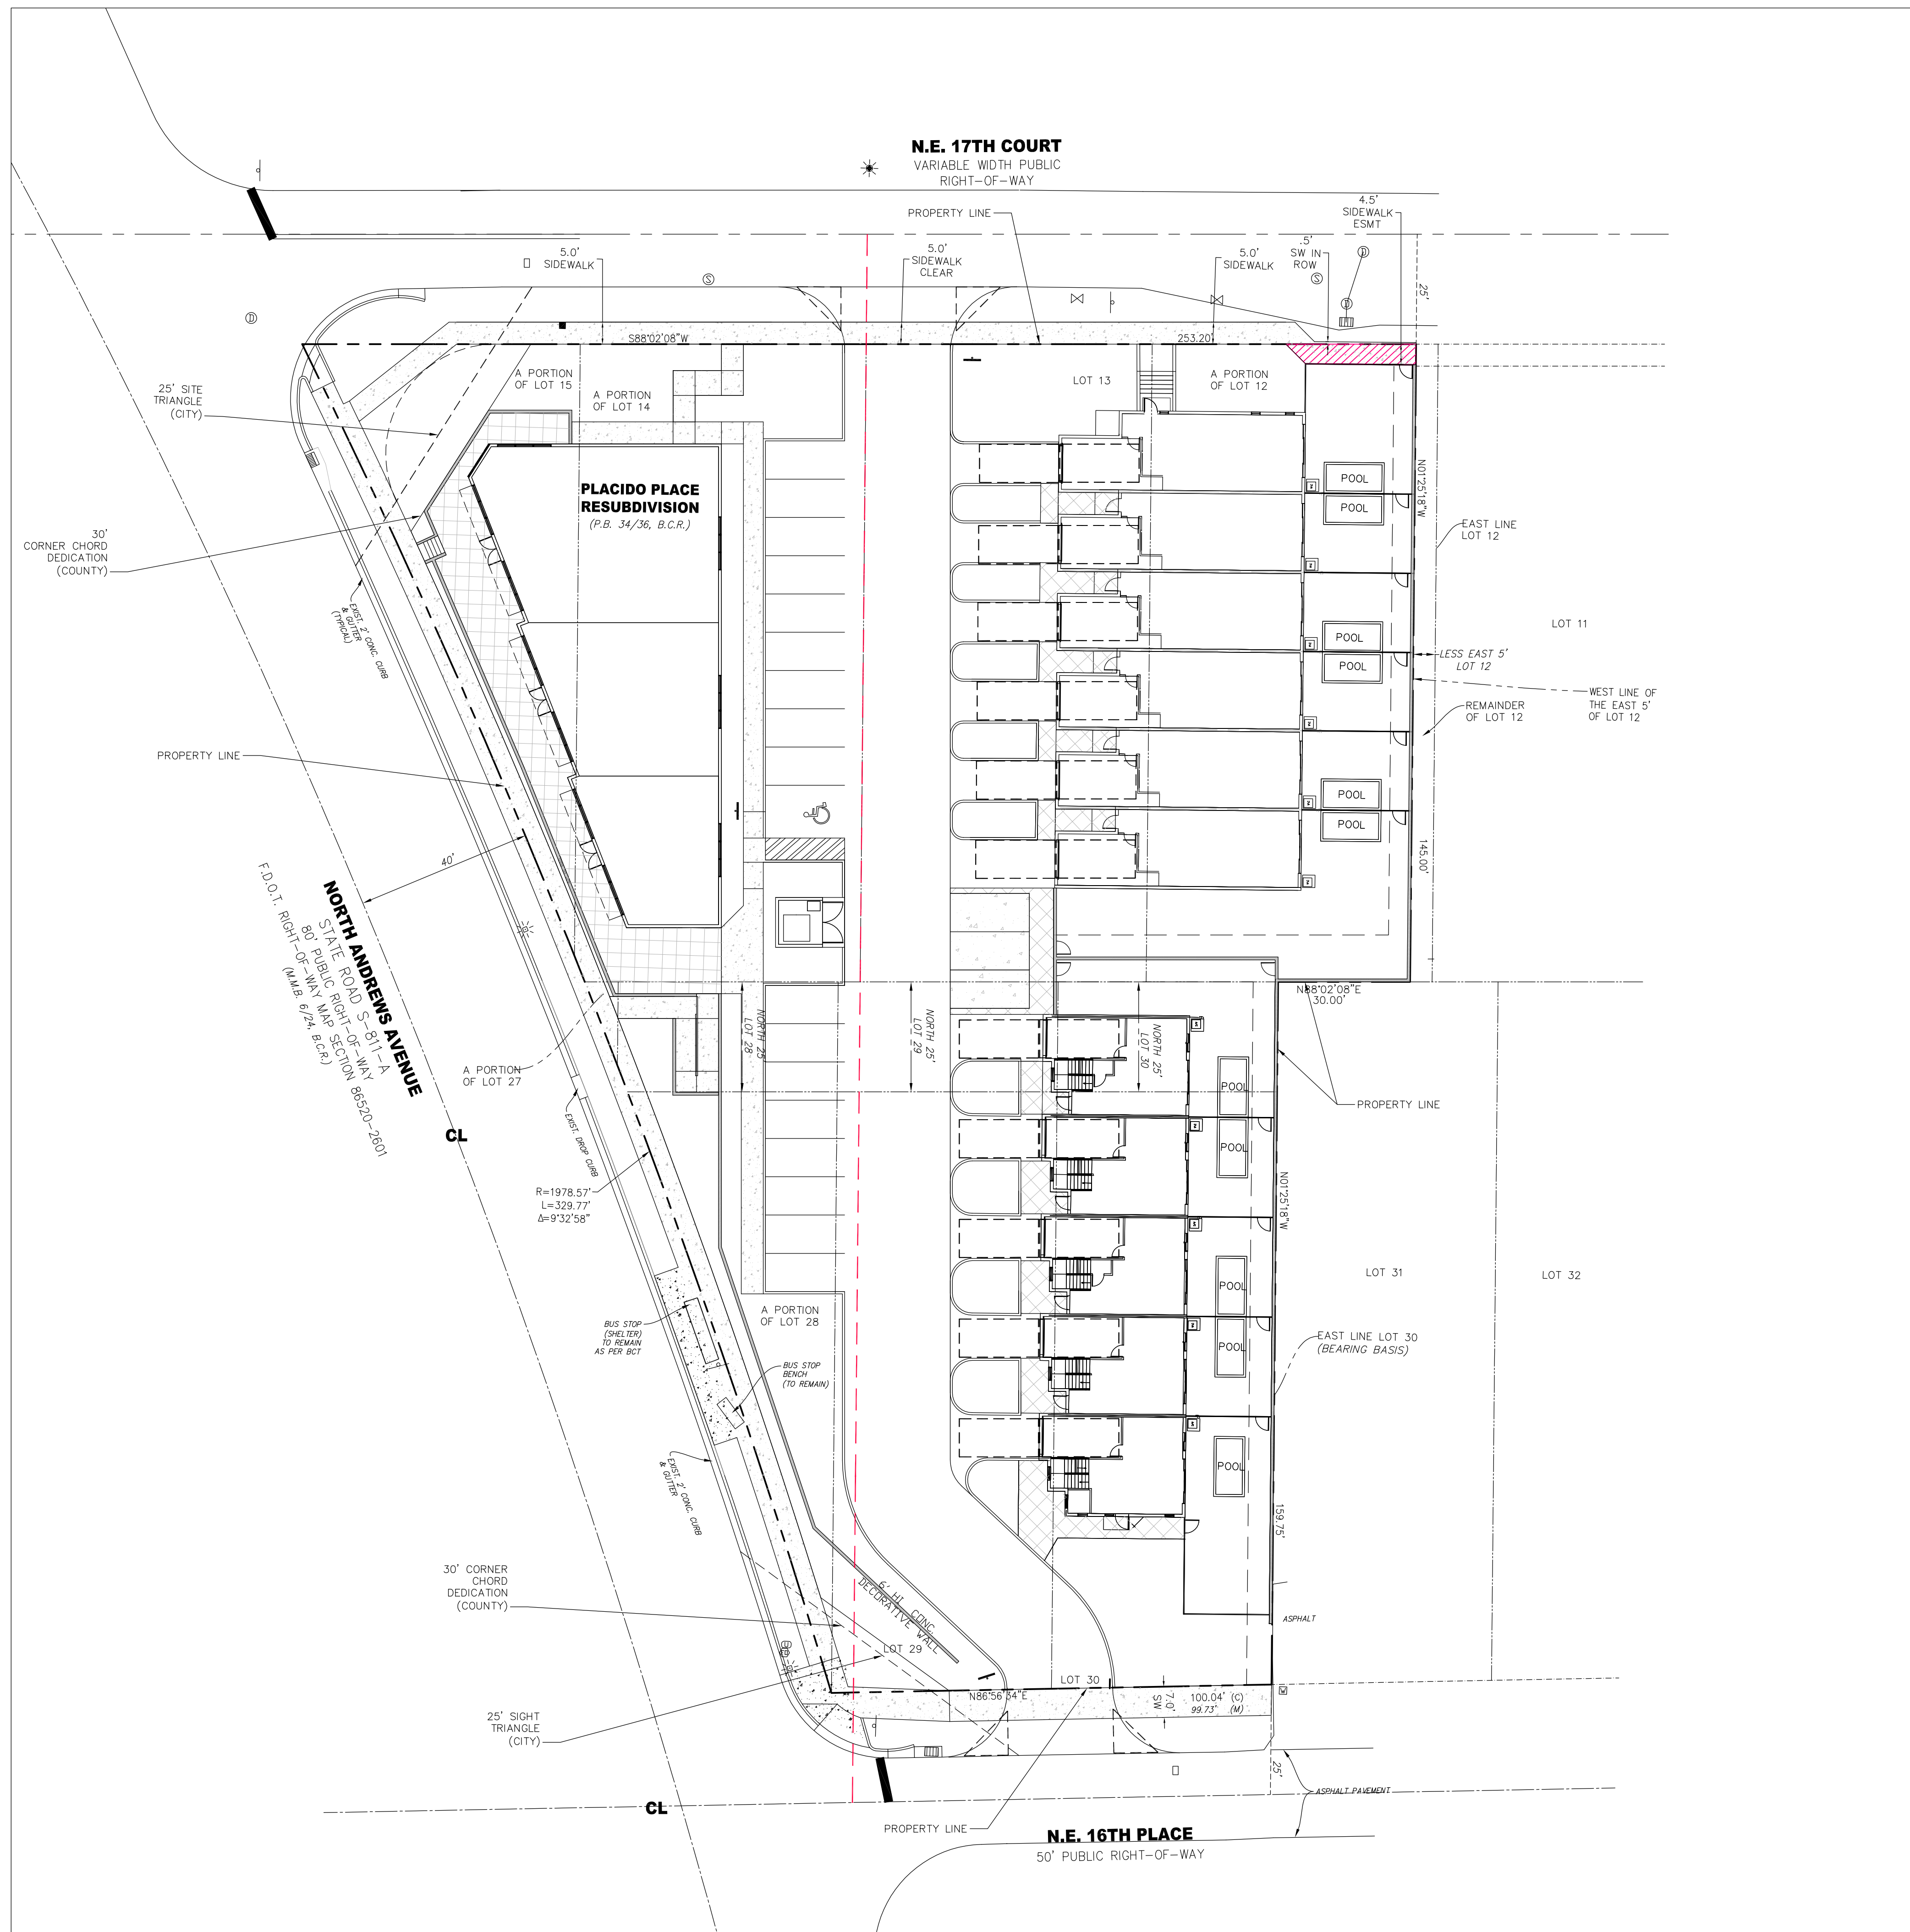 N.E. 17TH COURT
VARIABLE WIDTH PUBLIC
RIGHT-OF-WAY
PROPERTY LINE
4.5'
SIDEWALK
ESMT
5.0'
SIDEWALK
5.0'
SIDEWALK
CLEAR
5.0'
SIDEWALK
.5'
SW IN
ROW
D
S
S
D
D
25'
S88°02'08"W
253.20'
A PORTION
OF LOT 15
A PORTION
OF LOT 14
LOT 13
A PORTION
OF LOT 12
25' SITE
TRIANGLE
(CITY)
30'
CORNER CHORD
DEDICATION
(COUNTY)
PLACIDO PLACE
RESUBDIVISION
(P.B. 34/36, B.C.R.)
POOL
POOL
POOL
POOL
POOL
POOL
N01°25'18"W
EAST LINE
LOT 12
LOT 11
LESS EAST 5'
LOT 12
WEST LINE OF
THE EAST 5'
OF LOT 12
REMAINDER
OF LOT 12
145.00'
EXIST. 2' CONC. CURB
& GUTTER
(TYPICAL)
PROPERTY LINE
40'
NORTH ANDREWS AVENUE
STATE ROAD S-811-A
80' PUBLIC RIGHT-OF-WAY
F.D.O.T. RIGHT-OF-WAY MAP SECTION 86520-2601
(M.M.B. 6/24, B.C.R.)
CL
N88°02'08"E
30.00'
NORTH 25'
LOT 28
NORTH 25'
LOT 29
NORTH 25'
LOT 30
A PORTION
OF LOT 27
EXIST. DROP CURB
R=1978.57'
L=329.77'
Δ=9°32'58"
POOL
POOL
POOL
POOL
POOL
PROPERTY LINE
N01°25'18"W
LOT 31
LOT 32
EAST LINE LOT 30
(BEARING BASIS)
159.75'
ASPHALT
A PORTION
OF LOT 28
BUS STOP
(SHELTER)
TO REMAIN
AS PER BCT
BUS STOP
BENCH
(TO REMAIN)
EXIST. 2' CONC. CURB
& GUTTER
30' CORNER
CHORD
DEDICATION
(COUNTY)
6' HI. CONC.
DECORATIVE WALL
LOT 29
LOT 30
N86°56'34"E
7.0'
SW
100.04' (C)
99.73' (M)
25' SIGHT
TRIANGLE
(CITY)
25'
ASPHALT PAVEMENT
CL
PROPERTY LINE
N.E. 16TH PLACE
50' PUBLIC RIGHT-OF-WAY